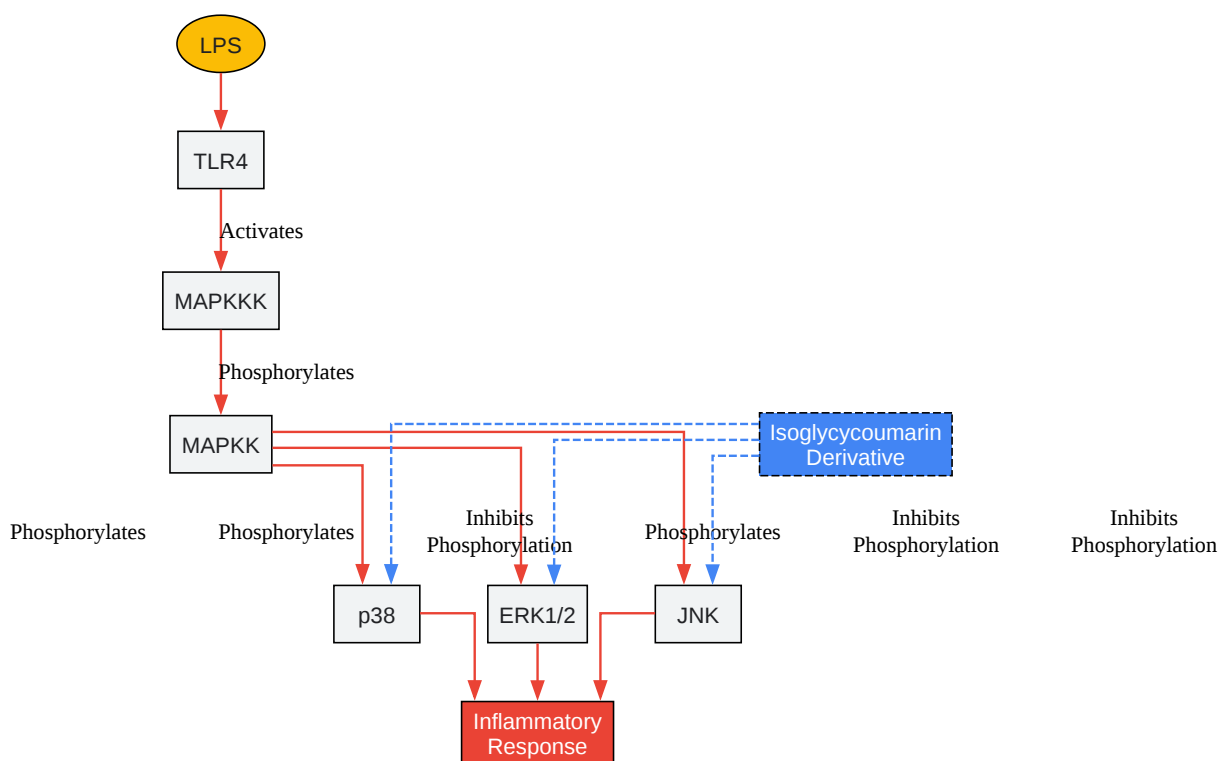 LPS
TLR4
Activates
MAPKKK
Phosphorylates
MAPKK
Isoglycycoumarin
Derivative
Phosphorylates
Phosphorylates
Inhibits
Phosphorylation
Phosphorylates
Inhibits
Phosphorylation
Inhibits
Phosphorylation
p38
ERK1/2
JNK
Inflammatory
Response